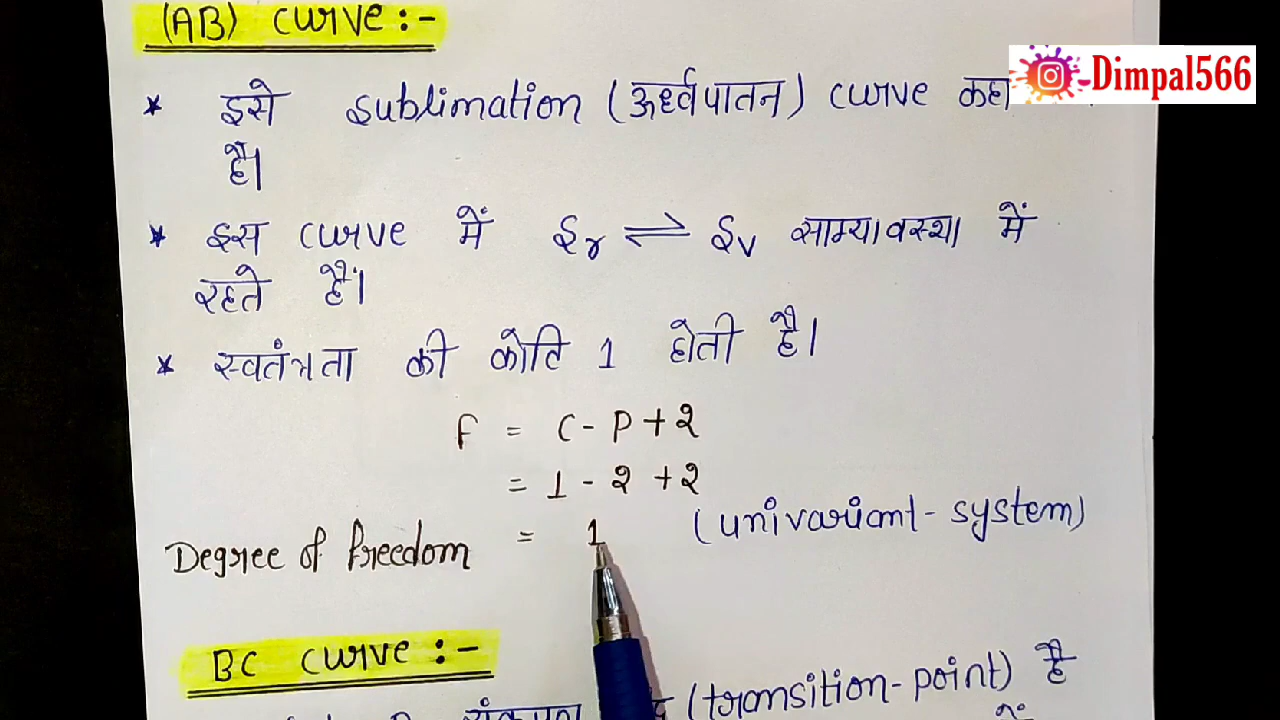 (AB) curve :-
-Dimpal566
* इसे sublimation (ऊर्ध्वपातन) curve कहा
है।
* इस curve में Sr ⇌ Sv साम्यावस्था में
रहते हैं।
* स्वतंत्रता की कोटि 1 होती है।
F = C - P + 2
= 1 - 2 + 2
Degree of freedom = 1 (univariant - system)
BC curve :-
(transition-point) है